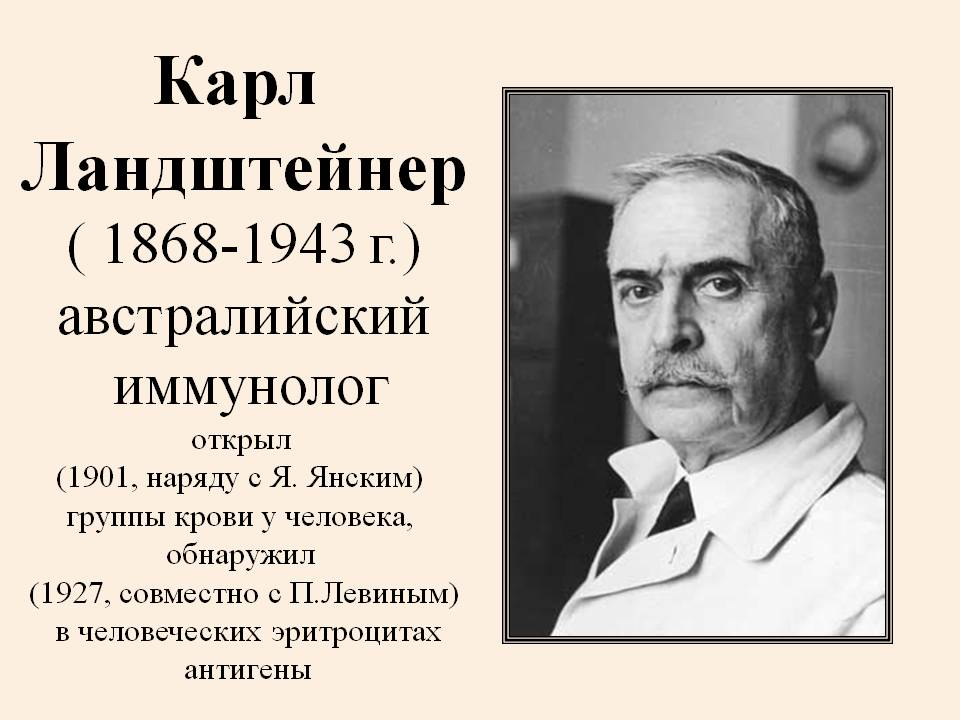 Карл
Ландштейнер
( 1868-1943 г.)
австралийский
иммунолог
открыл
(1901, наряду с Я. Янским)
группы крови у человека,
обнаружил
(1927, совместно с П.Левиным)
в человеческих эритроцитах
антигены